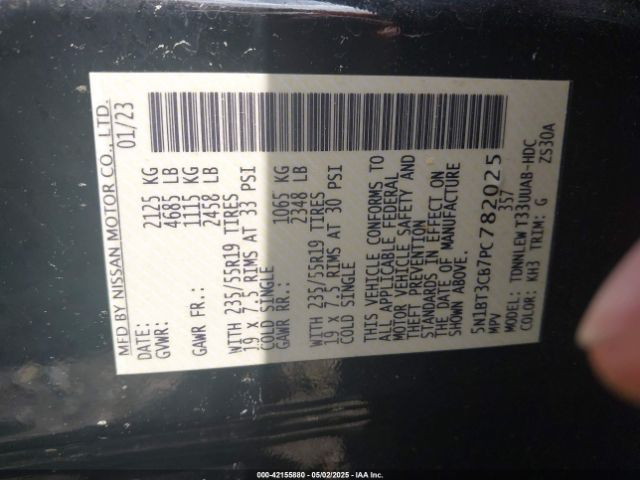 MFD BY NISSAN MOTOR CO., LTD.
DATE: 01/23
GVWR: 2125 KG
4685 LB
GAWR FR.: 1115 KG
2458 LB
WITH 235/55R19 TIRES
19 X 7.5 RIMS AT 33 PSI
COLD SINGLE
GAWR RR.: 1065 KG
2348 LB
WITH 235/55R19 TIRES
19 X 7.5 RIMS AT 30 PSI
COLD SINGLE
THIS VEHICLE CONFORMS TO
ALL APPLICABLE FEDERAL
MOTOR VEHICLE SAFETY AND
THEFT PREVENTION
STANDARDS IN EFFECT ON
THE DATE OF MANUFACTURE
SHOWN ABOVE.
5N1BT3CB7PC782025
MPV 357
MODEL: TDNNLEW T33UUAB-HDC
COLOR: KH3 TRIM: G ZS30A
000-42155880 - 05/02/2025 - IAA Inc.